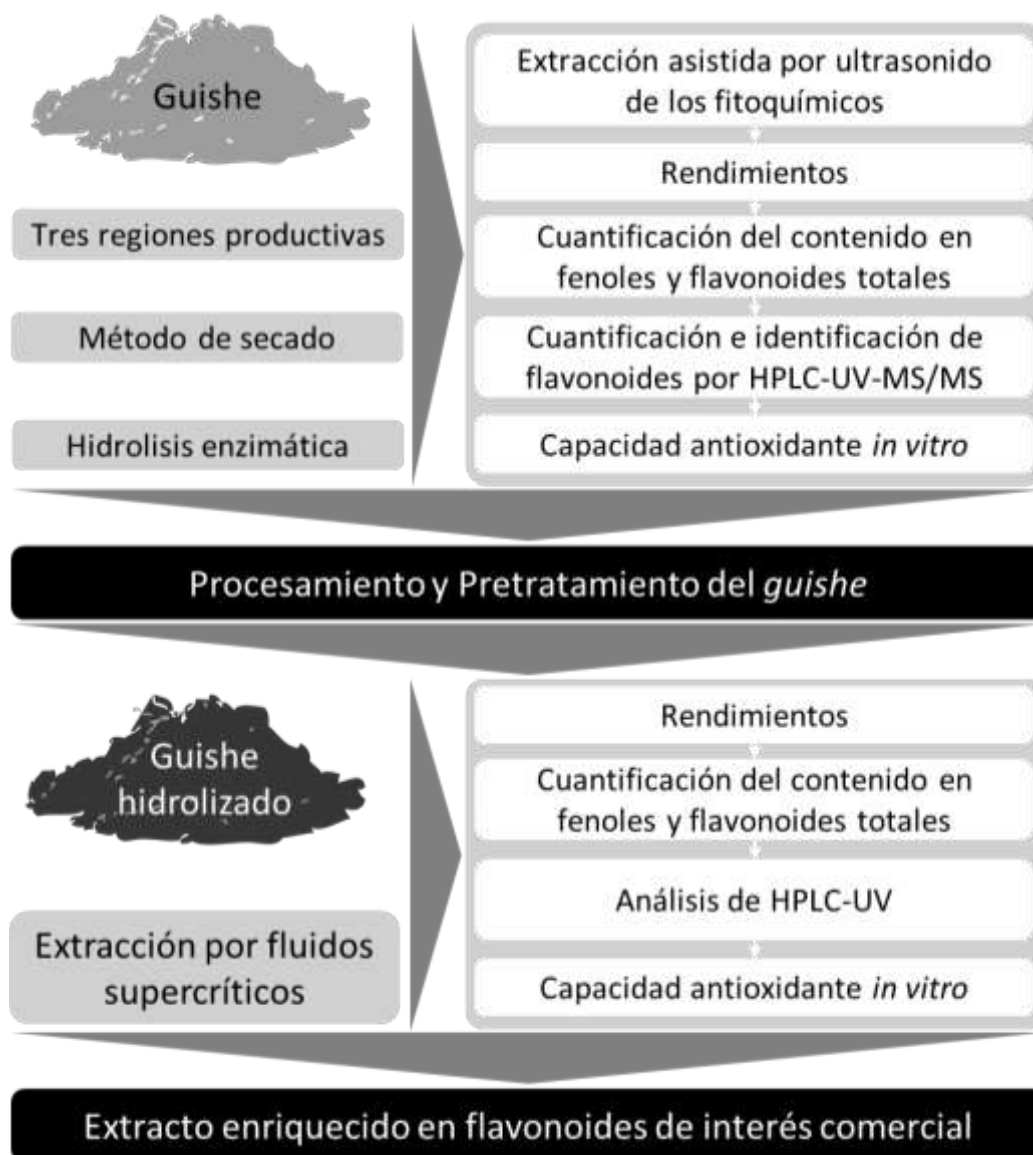 Guishe
Tres regiones productivas
Método de secado
Hidrolisis enzimática
Extracción asistida por ultrasonido
de los fitoquímicos
Rendimientos
Cuantificación del contenido en
fenoles y flavonoides totales
Cuantificación e identificación de
flavonoides por HPLC-UV-MS/MS
Capacidad antioxidante in vitro
Procesamiento y Pretratamiento del guishe
Guishe
hidrolizado
Extracción por fluidos
supercríticos
Rendimientos
Cuantificación del contenido en
fenoles y flavonoides totales
Análisis de HPLC-UV
Capacidad antioxidante in vitro
Extracto enriquecido en flavonoides de interés comercial